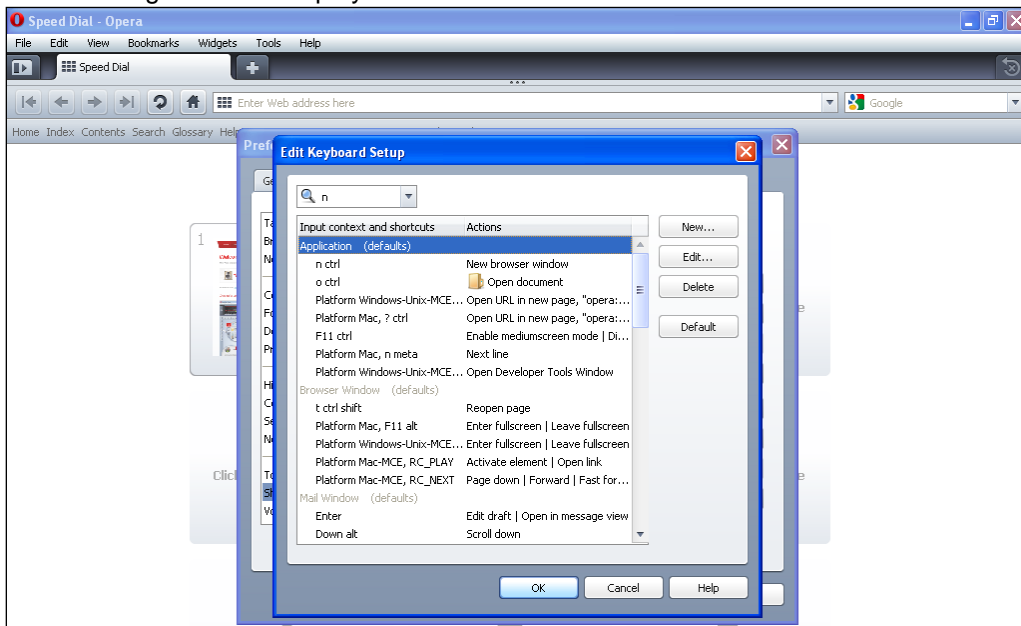 Speed Dial - Opera
File Edit View Bookmarks Widgets Tools Help
Speed Dial
Enter Web address here
Google
Home Index Contents Search Glossary Help
Edit Keyboard Setup
n
Input context and shortcuts Actions
New...
Application (defaults)
Edit...
n ctrl New browser window
o ctrl Open document
Delete
Platform Windows-Unix-MCE... Open URL in new page, "opera:...
Platform Mac, ? ctrl Open URL in new page, "opera:...
Default
F11 ctrl Enable mediumscreen mode | Di...
Platform Mac, n meta Next line
Platform Windows-Unix-MCE... Open Developer Tools Window
Browser Window (defaults)
t ctrl shift Reopen page
Platform Mac, F11 alt Enter fullscreen | Leave fullscreen
Platform Windows-Unix-MCE... Enter fullscreen | Leave fullscreen
Platform Mac-MCE, RC_PLAY Activate element | Open link
Platform Mac-MCE, RC_NEXT Page down | Forward | Fast for...
Mail Window (defaults)
Enter Edit draft | Open in message view
Down alt Scroll down
OK Cancel Help
1